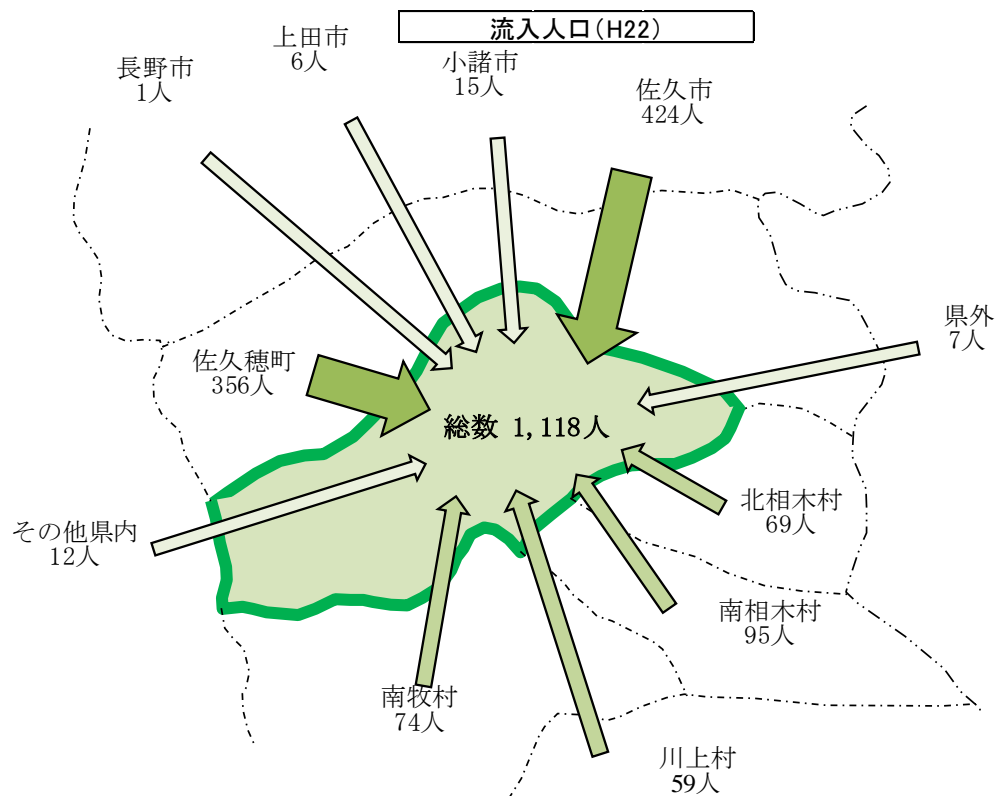 流入人口(H22)
長野市
1人
上田市
6人
小諸市
15人
佐久市
424人
県外
7人
佐久穂町
356人
総数 1,118人
北相木村
69人
その他県内
12人
南相木村
95人
南牧村
74人
川上村
59人